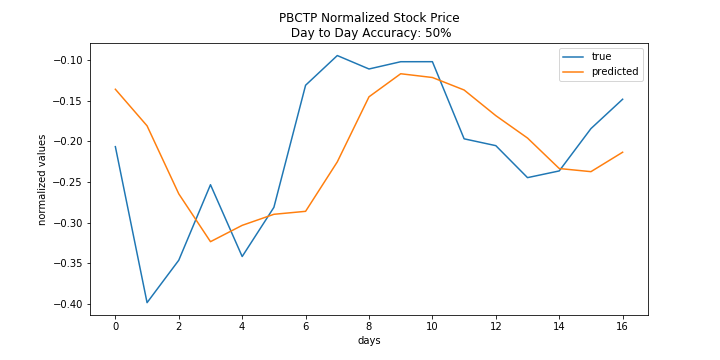 PBCTP Normalized Stock Price
Day to Day Accuracy: 50%
true
predicted
−0.10
−0.15
−0.20
−0.25
−0.30
−0.35
−0.40
normalized values
0 2 4 6 8 10 12 14 16
days